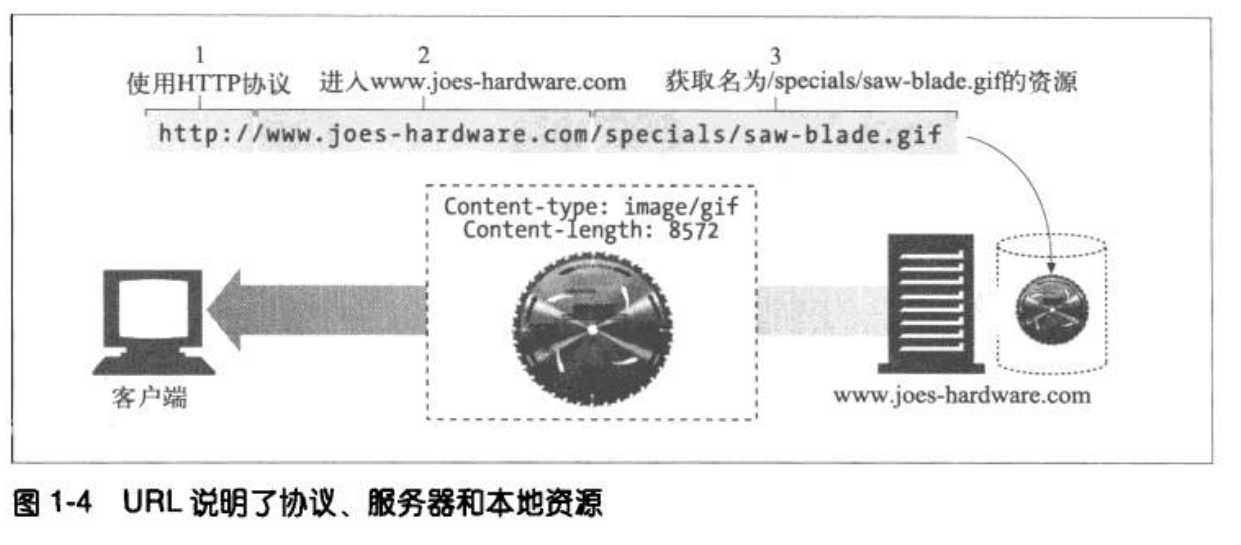 1
使用HTTP协议
2
进入www.joes-hardware.com
3
获取名为/specials/saw-blade.gif的资源
http://www.joes-hardware.com/specials/saw-blade.gif
Content-type: image/gif
Content-length: 8572
客户端
www.joes-hardware.com
图 1-4 URL 说明了协议、服务器和本地资源